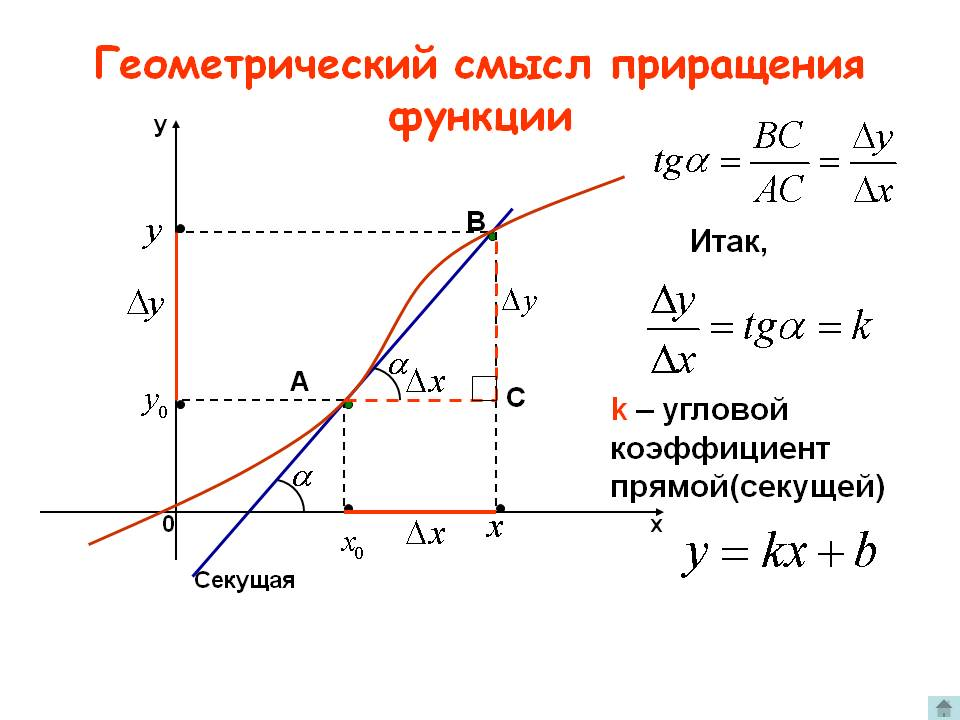 Геометрический смысл приращения
функции
y
tgα = BC/AC = Δy/Δx
B
y
Итак,
Δy
Δy
Δy/Δx = tgα = k
α
Δx
A
y₀
C
k – угловой
коэффициент
прямой(секущей)
α
0
x₀
Δx
x
x
y = kx + b
Секущая